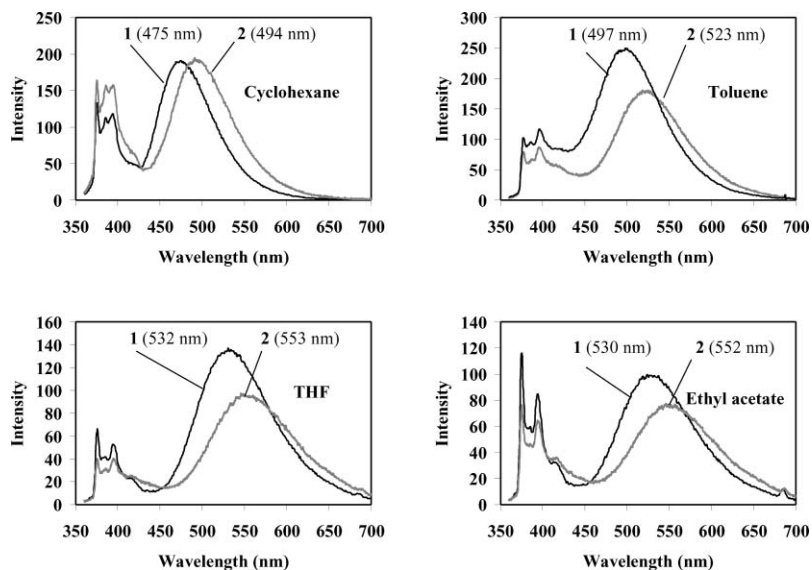 1 (475 nm) 2 (494 nm)
Cyclohexane
Intensity
250
200
150
100
50
0
350 400 450 500 550 600 650 700
Wavelength (nm)
1 (497 nm) 2 (523 nm)
Toluene
Intensity
300
250
200
150
100
50
0
350 400 450 500 550 600 650 700
Wavelength (nm)
1 (532 nm) 2 (553 nm)
THF
Intensity
160
140
120
100
80
60
40
20
0
350 400 450 500 550 600 650 700
Wavelength (nm)
1 (530 nm) 2 (552 nm)
Ethyl acetate
Intensity
140
120
100
80
60
40
20
0
350 400 450 500 550 600 650 700
Wavelength (nm)